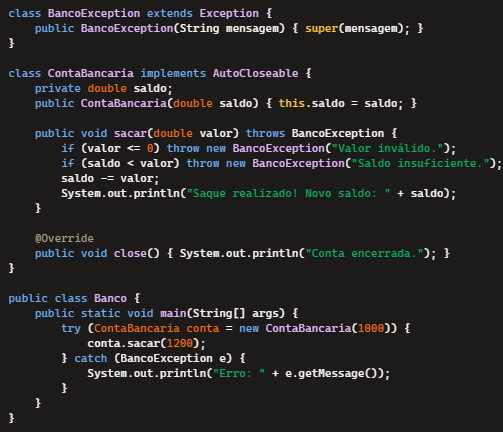 class BancoException extends Exception {
    public BancoException(String mensagem) { super(mensagem); }
}

class ContaBancaria implements AutoCloseable {
    private double saldo;
    public ContaBancaria(double saldo) { this.saldo = saldo; }

    public void sacar(double valor) throws BancoException {
        if (valor <= 0) throw new BancoException("Valor inválido.");
        if (saldo < valor) throw new BancoException("Saldo insuficiente.");
        saldo -= valor;
        System.out.println("Saque realizado! Novo saldo: " + saldo);
    }

    @Override
    public void close() { System.out.println("Conta encerrada."); }
}

public class Banco {
    public static void main(String[] args) {
        try (ContaBancaria conta = new ContaBancaria(1000)) {
            conta.sacar(1200);
        } catch (BancoException e) {
            System.out.println("Erro: " + e.getMessage());
        }
    }
}